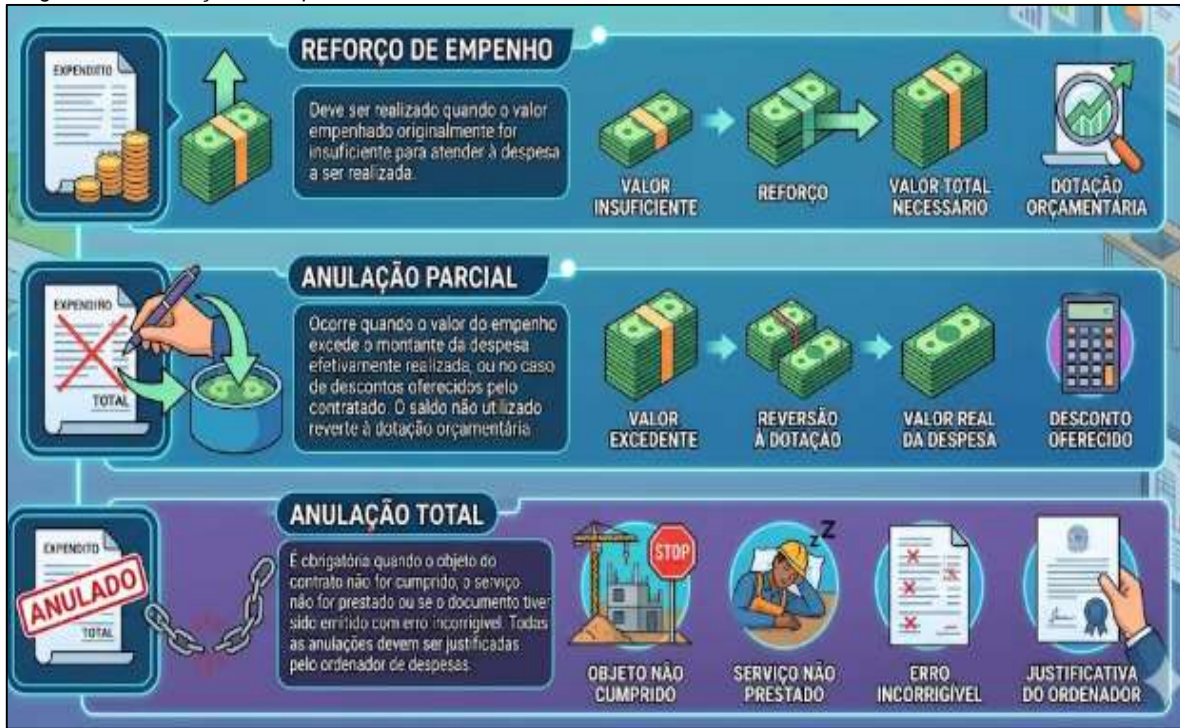 REFORÇO DE EMPENHO
EXPENDITO
Deve ser realizado quando o valor
empenhado originalmente for
insuficiente para atender à despesa
a ser realizada.
VALOR
INSUFICIENTE
REFORÇO
VALOR TOTAL
NECESSÁRIO
DOTAÇÃO
ORÇAMENTÁRIA
ANULAÇÃO PARCIAL
EXPENDIRO
TOTAL
Ocorre quando o valor do empenho
excede o montante da despesa
efetivamente realizada, ou no caso
de descontos oferecidos pelo
contratado. O saldo não utilizado
reverte à dotação orçamentária
VALOR
EXCEDENTE
REVERSÃO
À DOTAÇÃO
VALOR REAL
DA DESPESA
DESCONTO
OFERECIDO
ANULAÇÃO TOTAL
EXPENDITO
ANULADO
TOTAL
É obrigatória quando o objeto do
contrato não for cumprido, o serviço
não for prestado ou se o documento tiver
sido emitido com erro incorrigível. Todas
as anulações devem ser justificadas
pelo ordenador de despesas.
STOP
zZ
OBJETO NÃO
CUMPRIDO
SERVIÇO NÃO
PRESTADO
ERRO
INCORRIGÍVEL
JUSTIFICATIVA
DO ORDENADOR